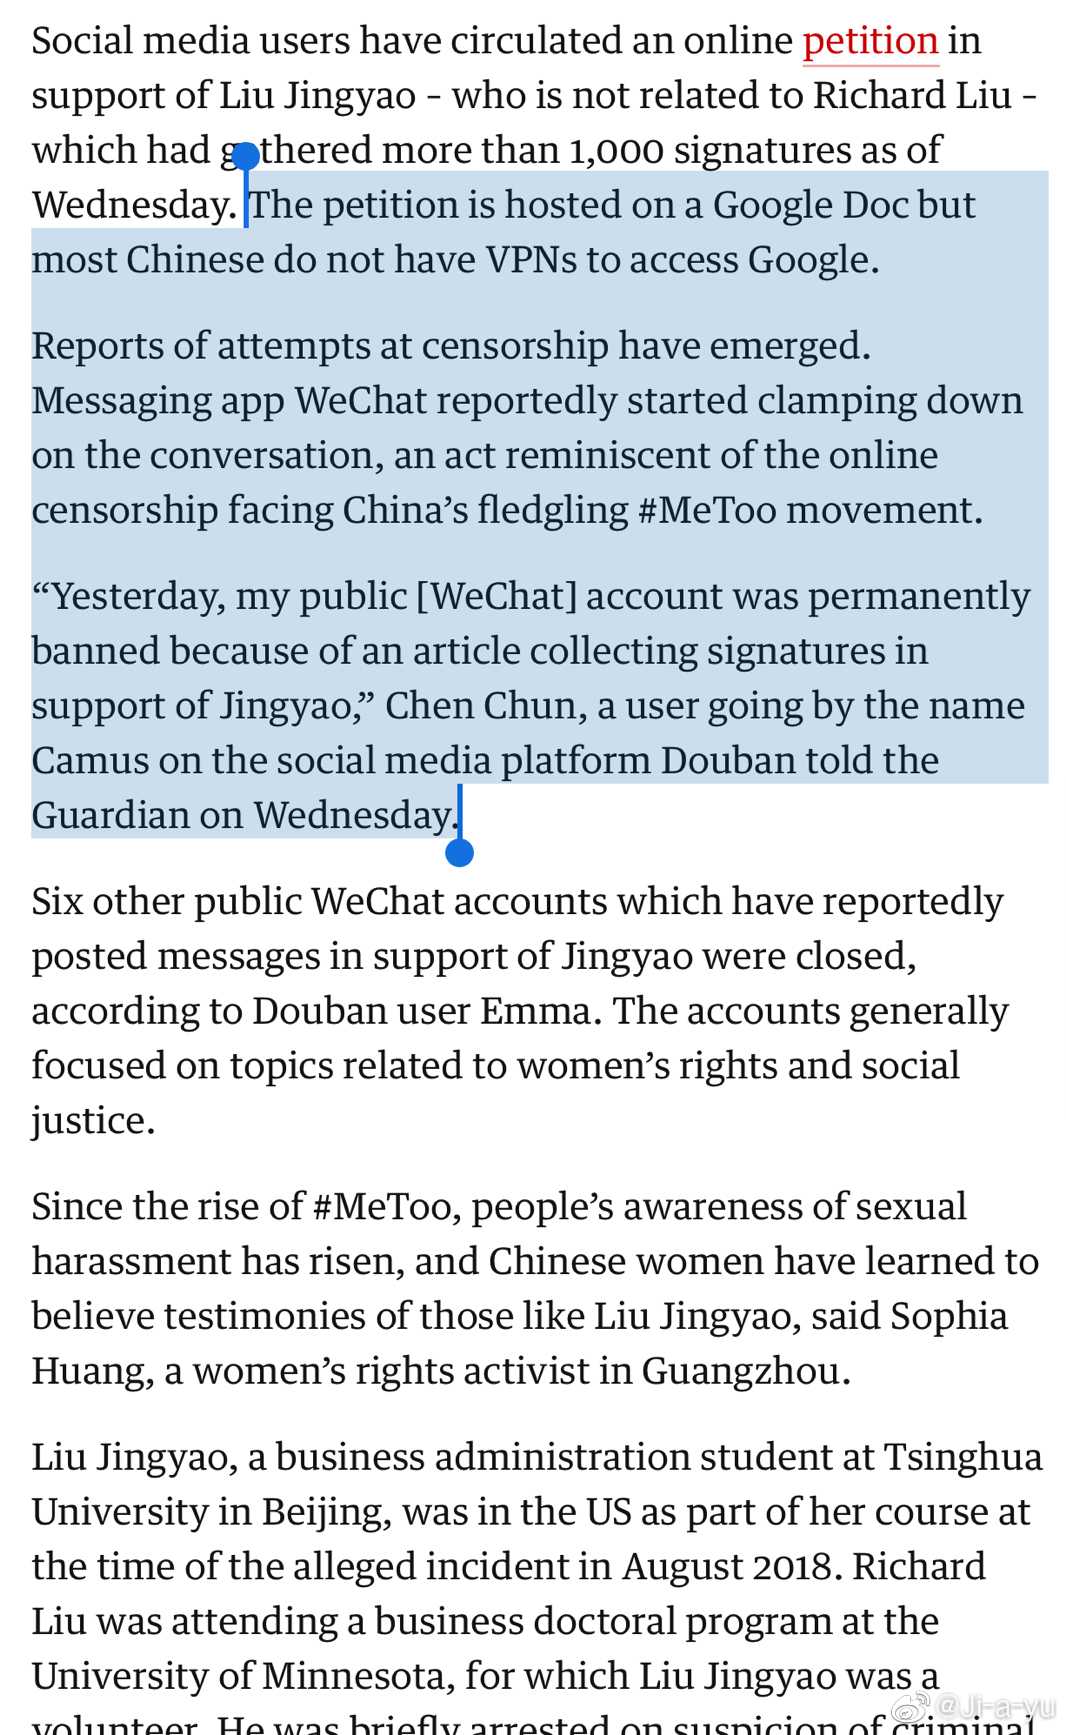 Social media users have circulated an online petition in
support of Liu Jingyao – who is not related to Richard Liu –
which had gathered more than 1,000 signatures as of
Wednesday. The petition is hosted on a Google Doc but
most Chinese do not have VPNs to access Google.
Reports of attempts at censorship have emerged.
Messaging app WeChat reportedly started clamping down
on the conversation, an act reminiscent of the online
censorship facing China’s fledgling #MeToo movement.
“Yesterday, my public [WeChat] account was permanently
banned because of an article collecting signatures in
support of Jingyao,” Chen Chun, a user going by the name
Camus on the social media platform Douban told the
Guardian on Wednesday.
Six other public WeChat accounts which have reportedly
posted messages in support of Jingyao were closed,
according to Douban user Emma. The accounts generally
focused on topics related to women’s rights and social
justice.
Since the rise of #MeToo, people’s awareness of sexual
harassment has risen, and Chinese women have learned to
believe testimonies of those like Liu Jingyao, said Sophia
Huang, a women’s rights activist in Guangzhou.
Liu Jingyao, a business administration student at Tsinghua
University in Beijing, was in the US as part of her course at
the time of the alleged incident in August 2018. Richard
Liu was attending a business doctoral program at the
University of Minnesota, for which Liu Jingyao was a
volunteer. He was briefly arrested on suspicion of criminal
@Ji-a-yu